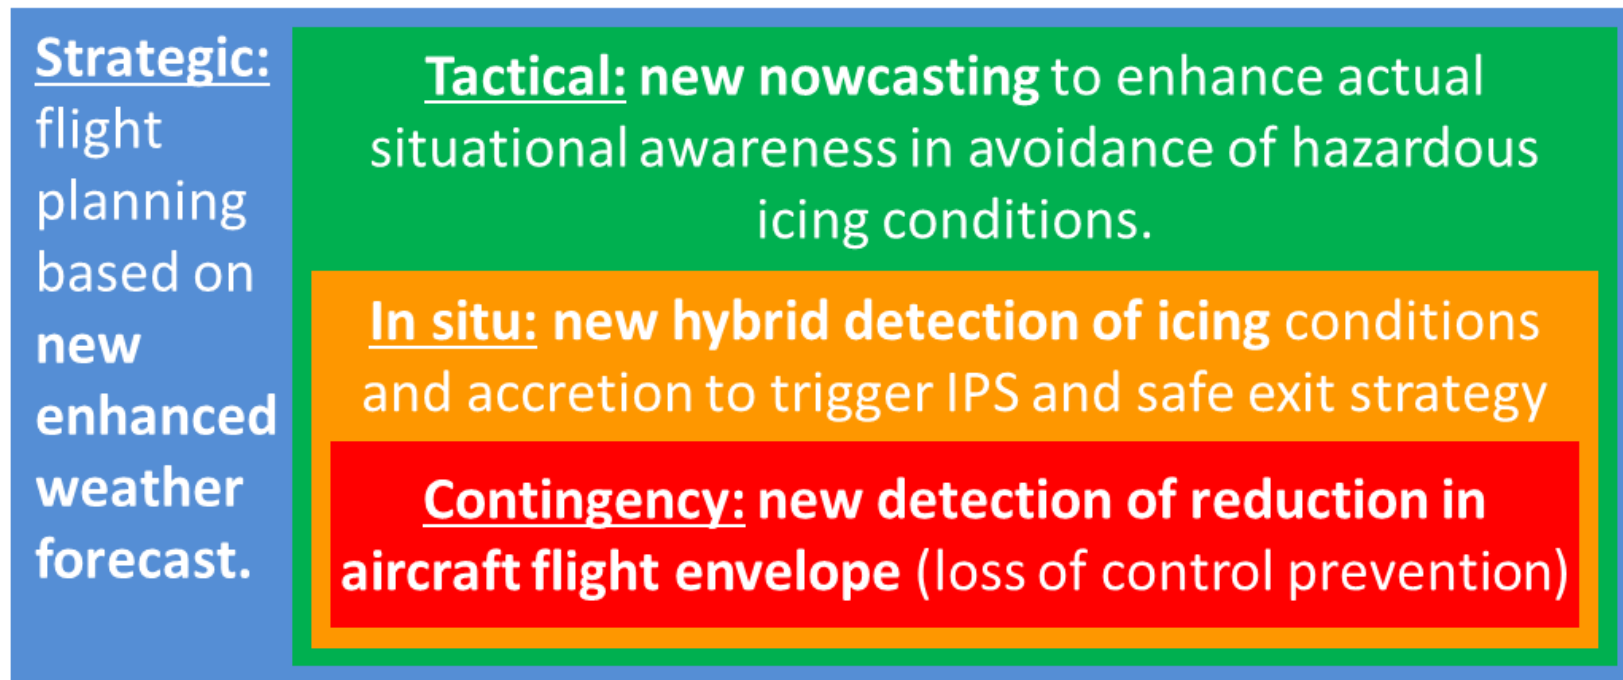 Strategic:
flight
planning
based on
new
enhanced
weather
forecast.
Tactical: new nowcasting to enhance actual
situational awareness in avoidance of hazardous
icing conditions.
In situ: new hybrid detection of icing conditions
and accretion to trigger IPS and safe exit strategy
Contingency: new detection of reduction in
aircraft flight envelope (loss of control prevention)